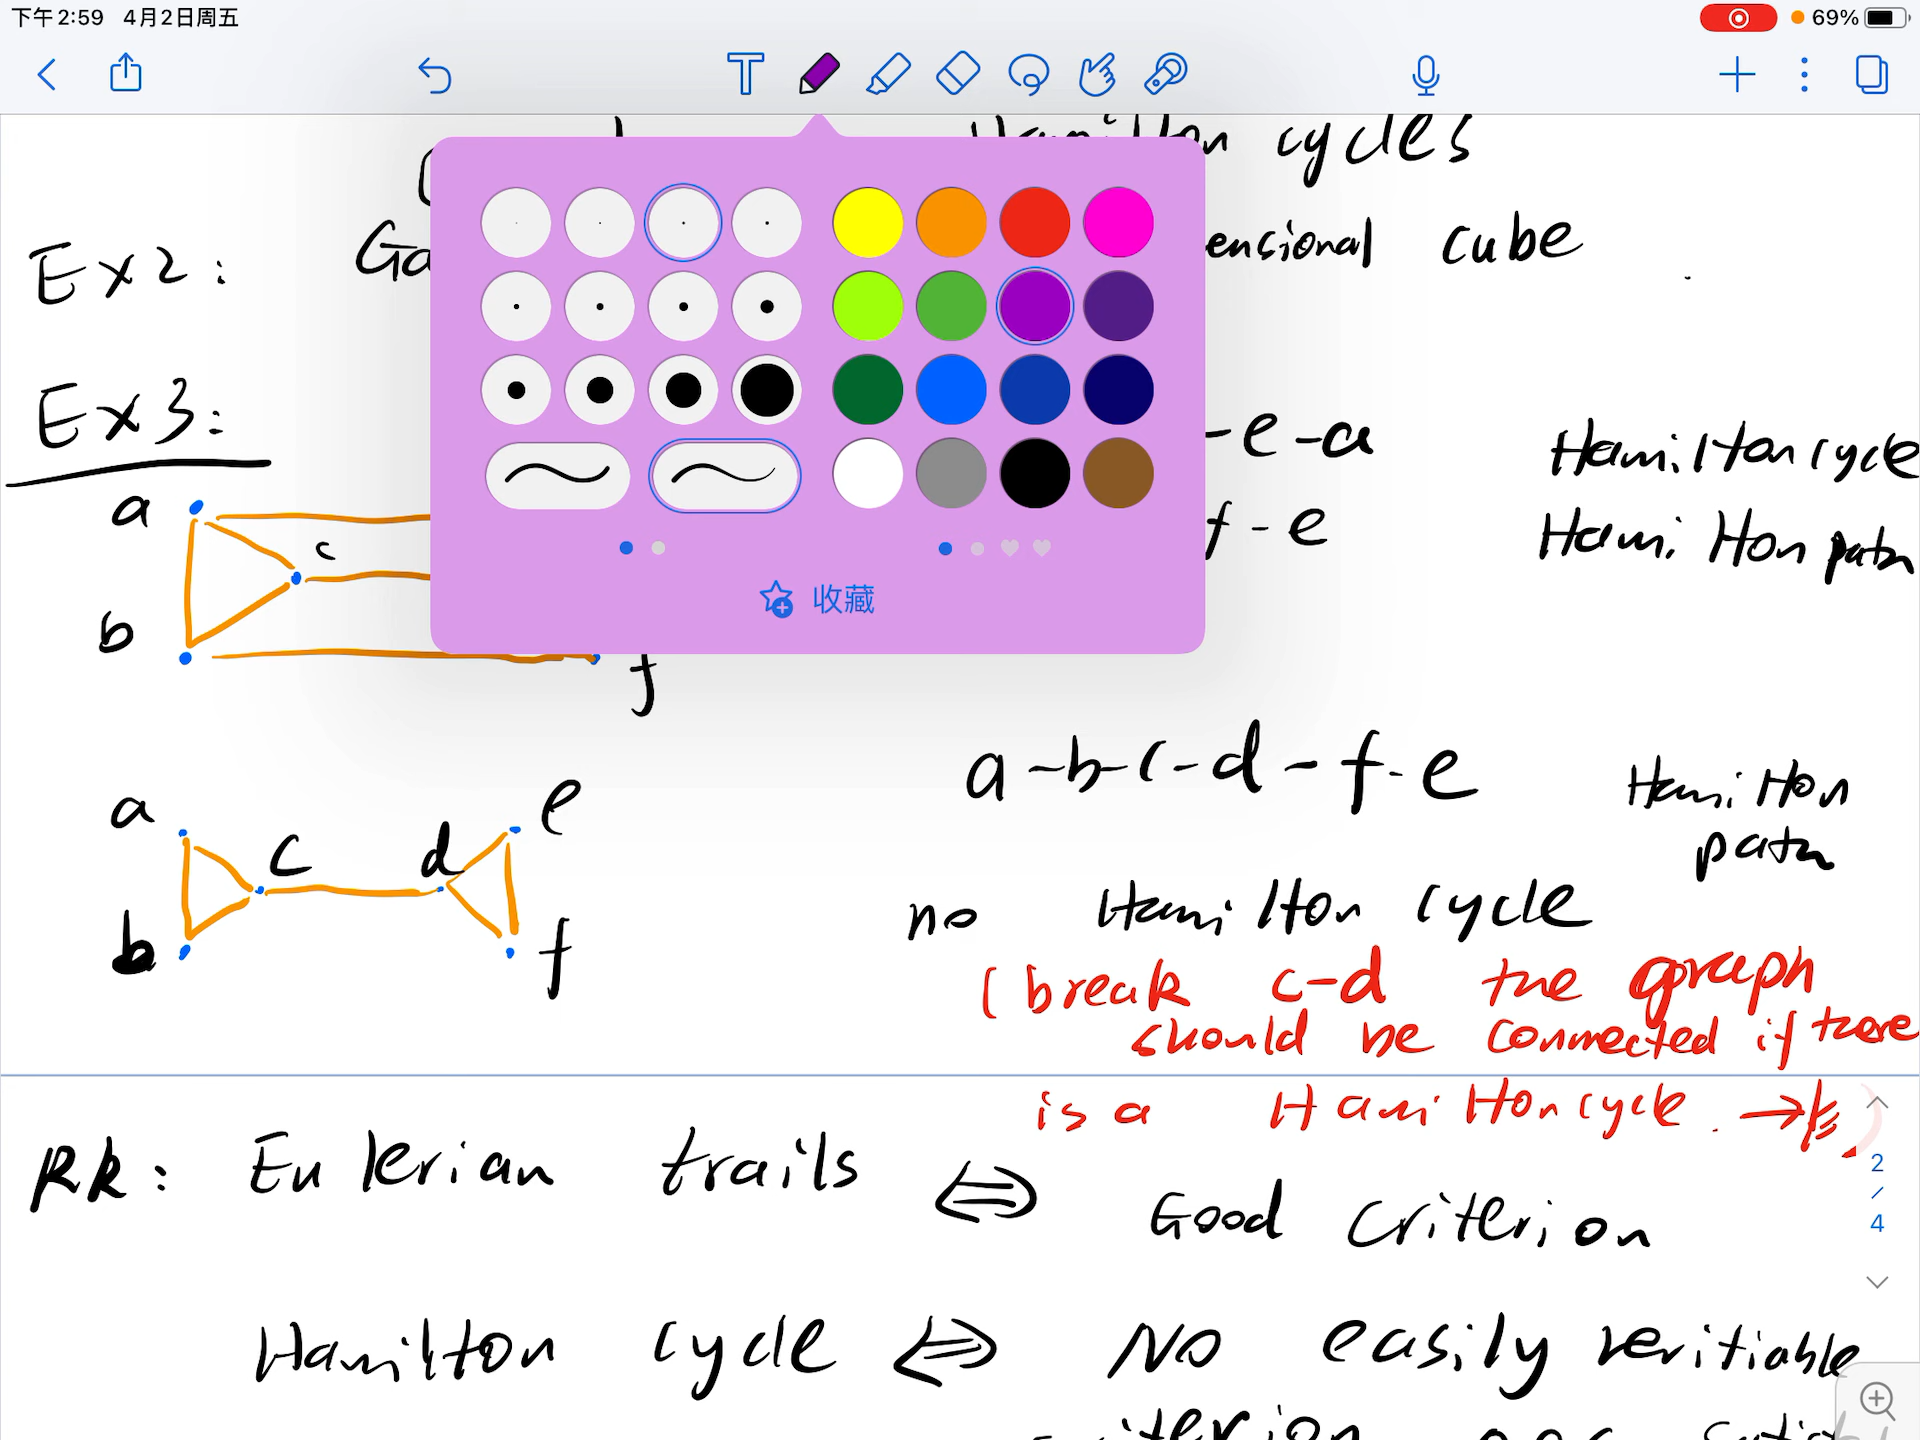 下午2:59 4月2日周五
69%
Hamilton cycles
Ex2: Ga ensional cube
Ex3:
-e-a Hamilton cycle
f-e Hamilton path
a
c
b
f
收藏
a-b-c-d-f-e Hamilton path
a e
c d
b f
no Hamilton cycle
(break c-d the graph
should be connected if there
is a Hamilton cycle.
RK: Eulerian trails ⇔ Good criterion
2
/
4
Hamilton cycle ⇔ No easily veritiable